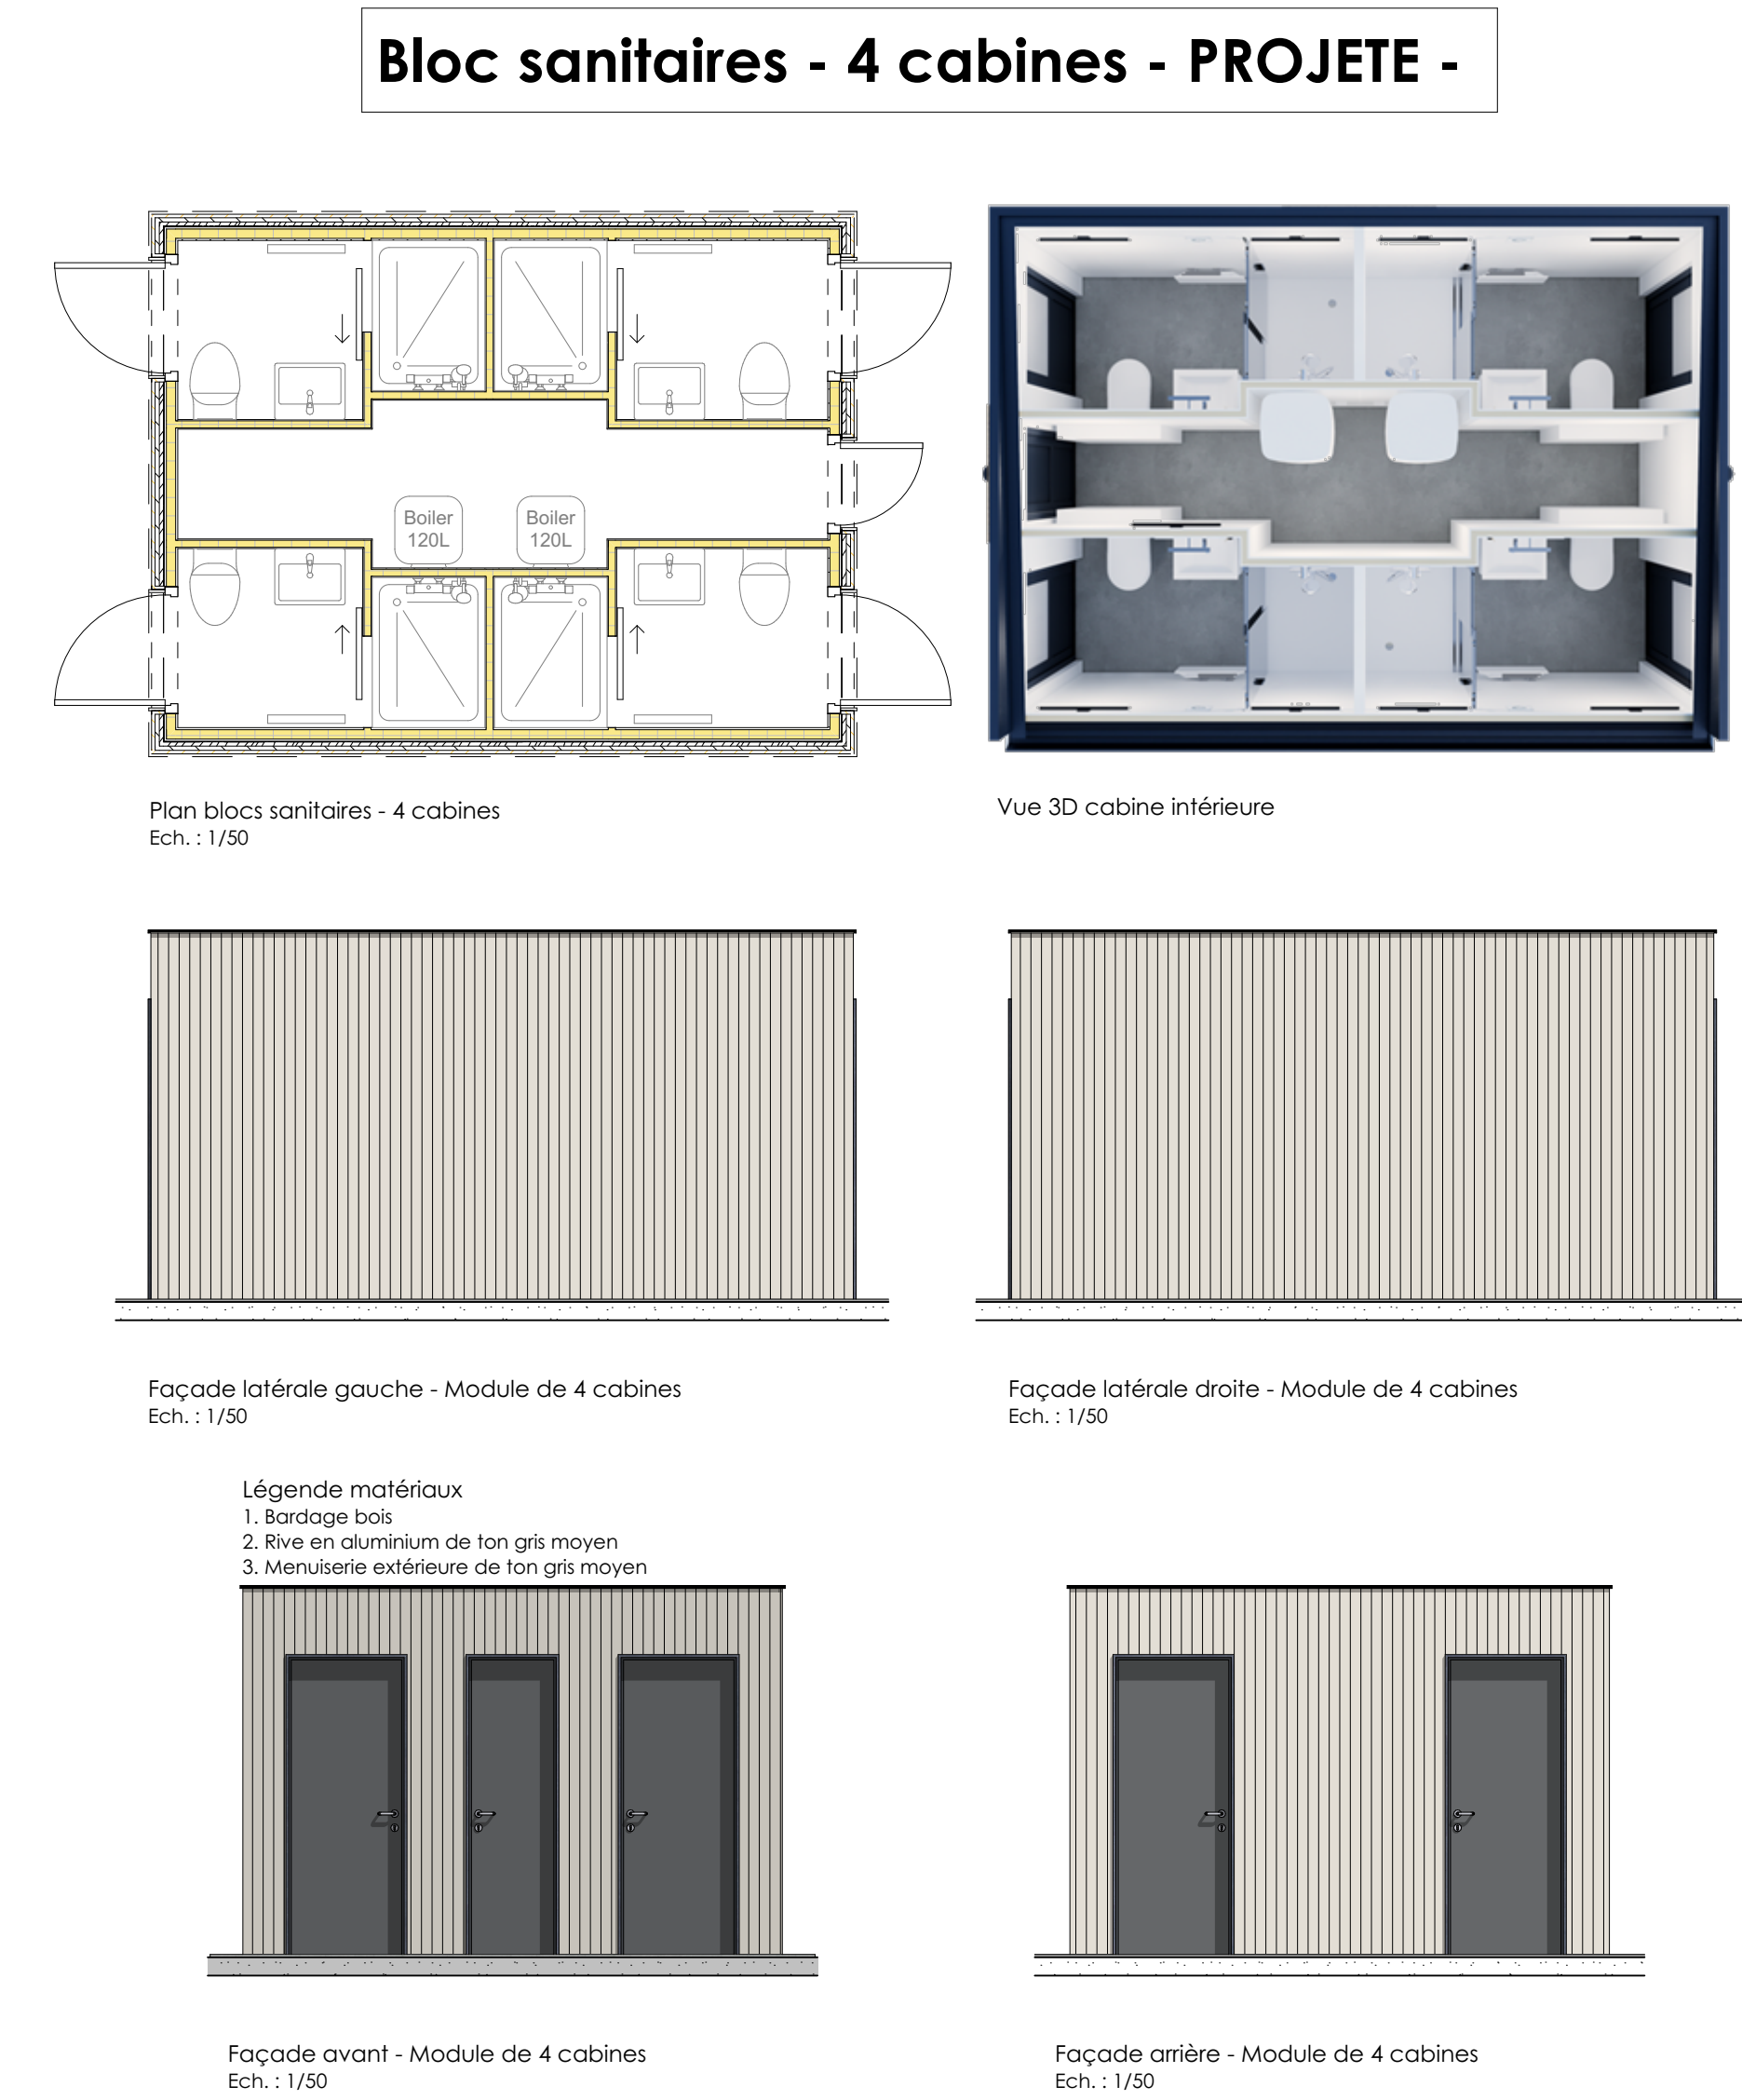 Bloc sanitaires - 4 cabines - PROJETE -
Boiler
120L
Boiler
120L
Plan blocs sanitaires - 4 cabines
Ech. : 1/50
Vue 3D cabine intérieure
Façade latérale gauche - Module de 4 cabines
Ech. : 1/50
Façade latérale droite - Module de 4 cabines
Ech. : 1/50
Légende matériaux
1. Bardage bois
2. Rive en aluminium de ton gris moyen
3. Menuiserie extérieure de ton gris moyen
Façade avant - Module de 4 cabines
Ech. : 1/50
Façade arrière - Module de 4 cabines
Ech. : 1/50